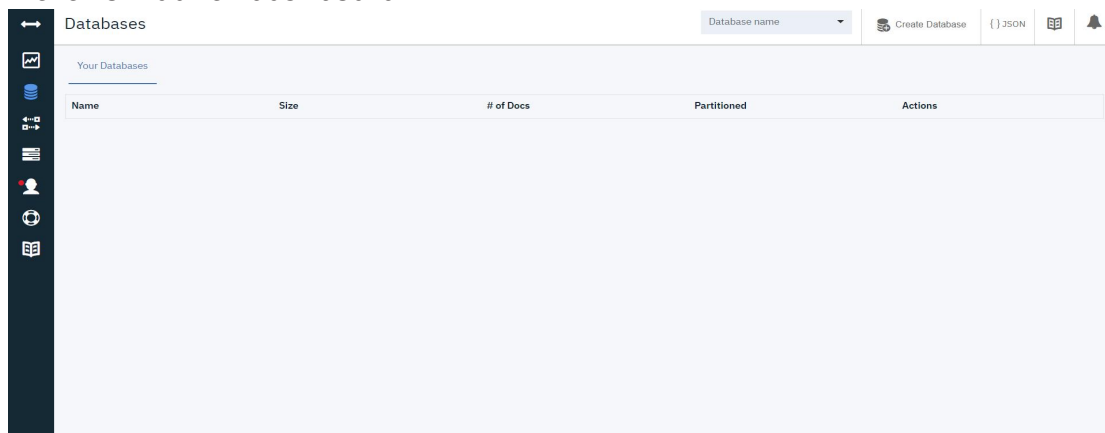 Databases
Database name
Create Database
{ } JSON
Your Databases
Name Size # of Docs Partitioned Actions